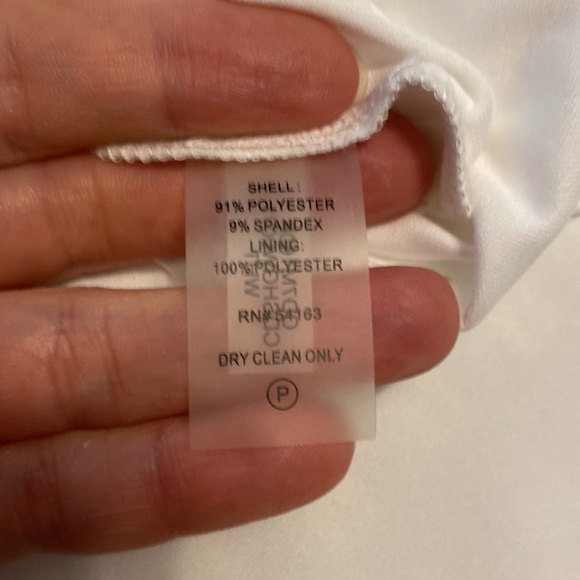 SHELL:
91% POLYESTER
9% SPANDEX
LINING:
100% POLYESTER
RN# 54163
DRY CLEAN ONLY
P